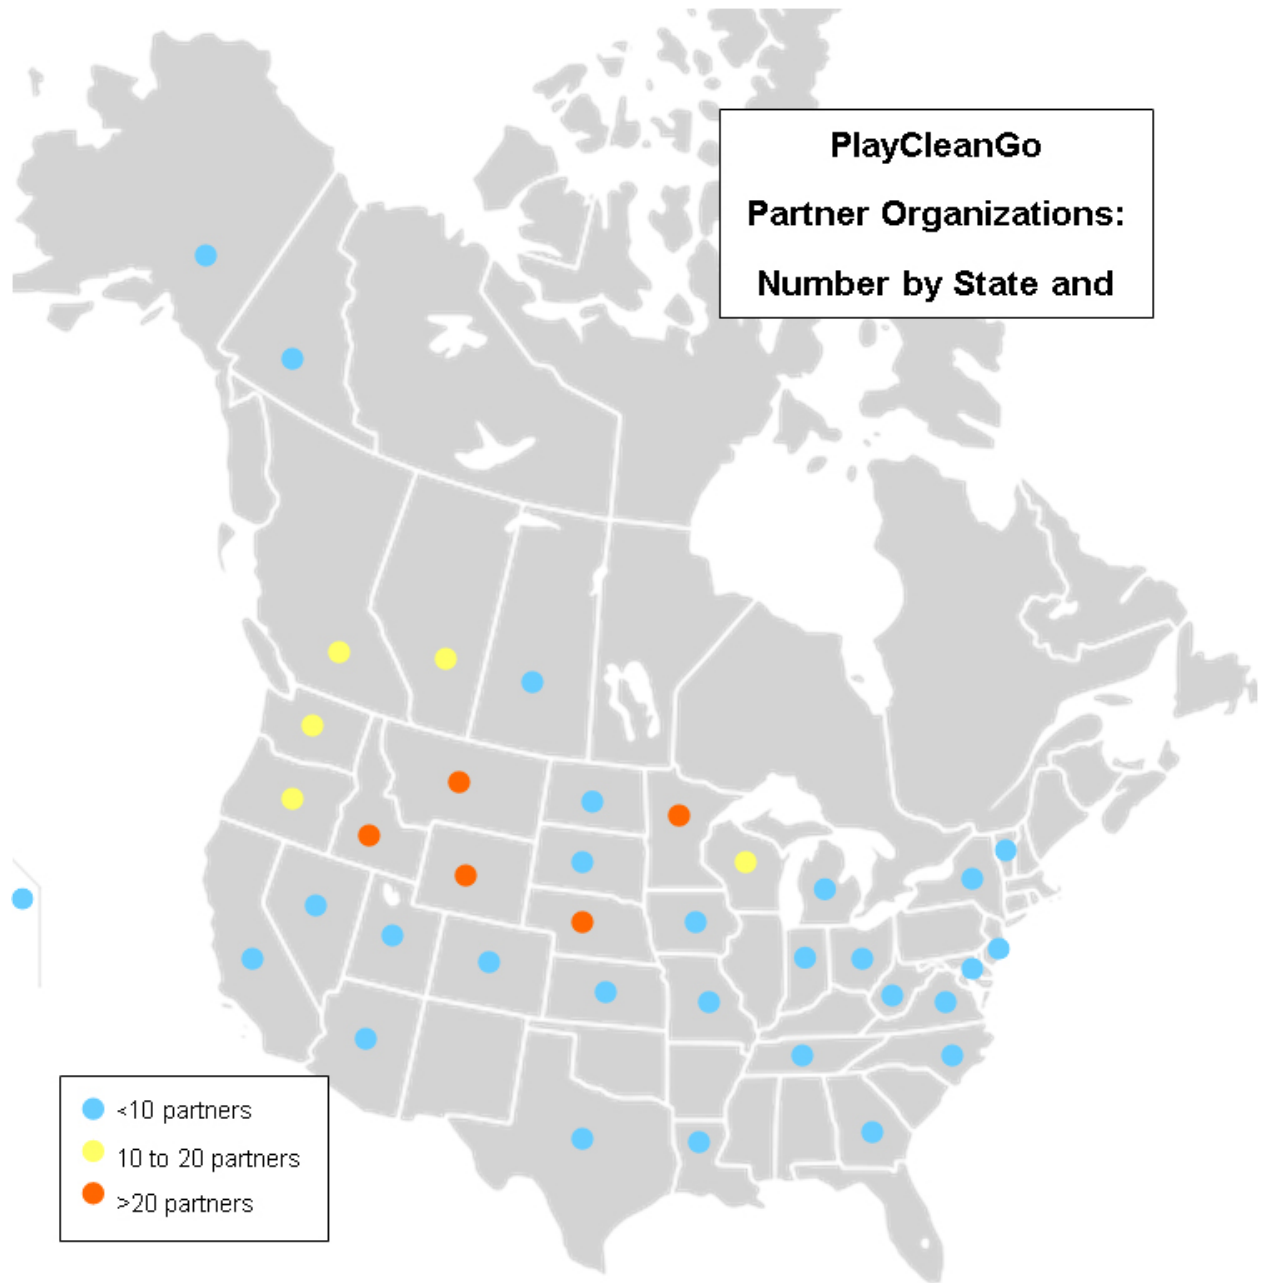 PlayCleanGo
Partner Organizations:
Number by State and
<10 partners
10 to 20 partners
>20 partners